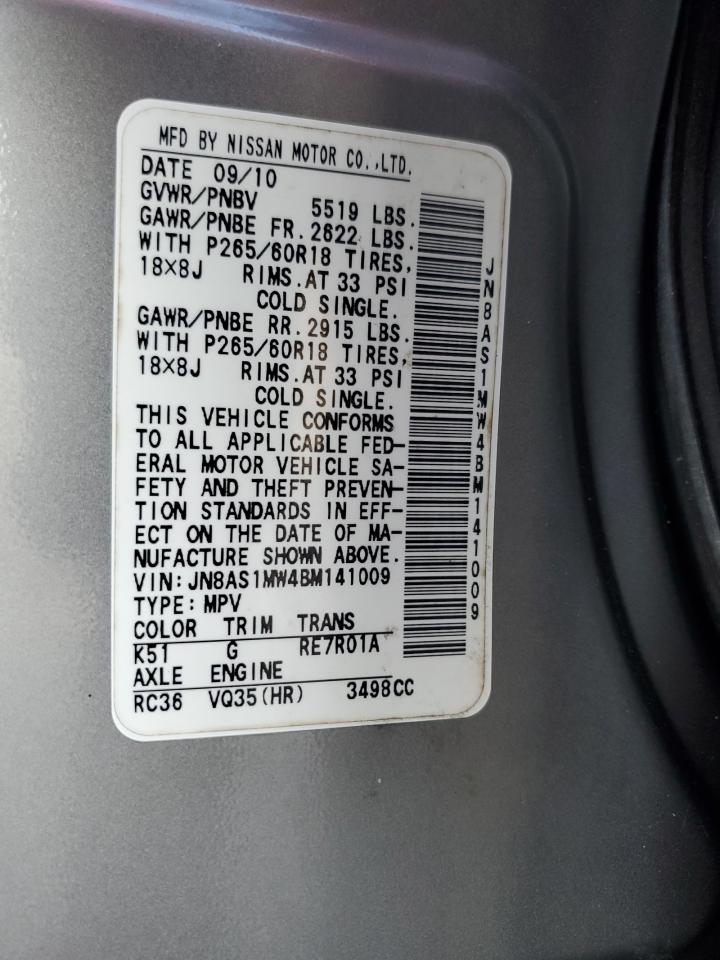 MFD BY NISSAN MOTOR CO.,LTD.
DATE 09/10
GVWR/PNBV 5519 LBS.
GAWR/PNBE FR. 2622 LBS.
WITH P265/60R18 TIRES,
18X8J RIMS.AT 33 PSI
COLD SINGLE.
GAWR/PNBE RR. 2915 LBS.
WITH P265/60R18 TIRES,
18X8J RIMS.AT 33 PSI
COLD SINGLE.
THIS VEHICLE CONFORMS
TO ALL APPLICABLE FED-
ERAL MOTOR VEHICLE SA-
FETY AND THEFT PREVEN-
TION STANDARDS IN EFF-
ECT ON THE DATE OF MA-
NUFACTURE SHOWN ABOVE.
VIN:JN8AS1MW4BM141009
TYPE:MPV
COLOR TRIM TRANS
K51 G RE7R01A
AXLE ENGINE
RC36 VQ35(HR) 3498CC
JN8AS1MW4BM141009